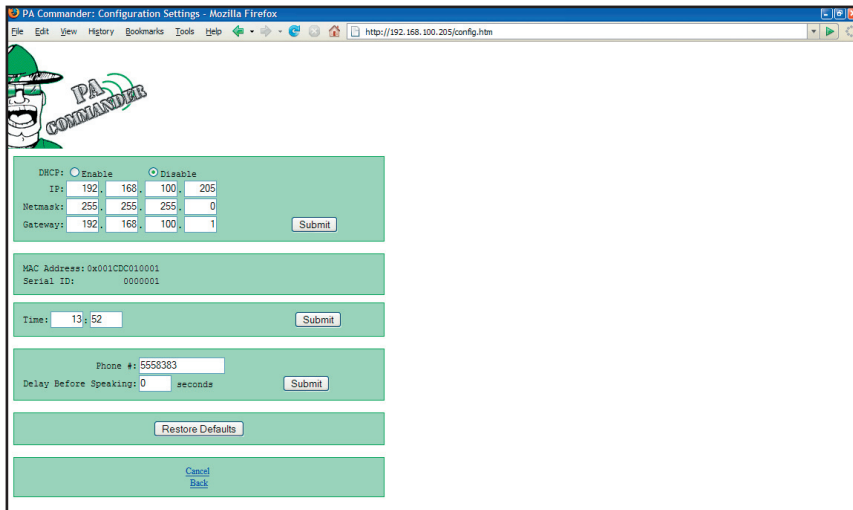 PA Commander: Configuration Settings - Mozilla Firefox
File Edit View History Bookmarks Tools Help http://192.168.100.205/config.htm
PA
COMMANDER
DHCP: Enable Disable
IP: 192. 168. 100. 205
Netmask: 255. 255. 255. 0
Gateway: 192. 168. 100. 1 Submit
MAC Address: 0x001CDC010001
Serial ID: 0000001
Time: 13: 52 Submit
Phone #: 5558383
Delay Before Speaking: 0 seconds Submit
Restore Defaults
Cancel
Back